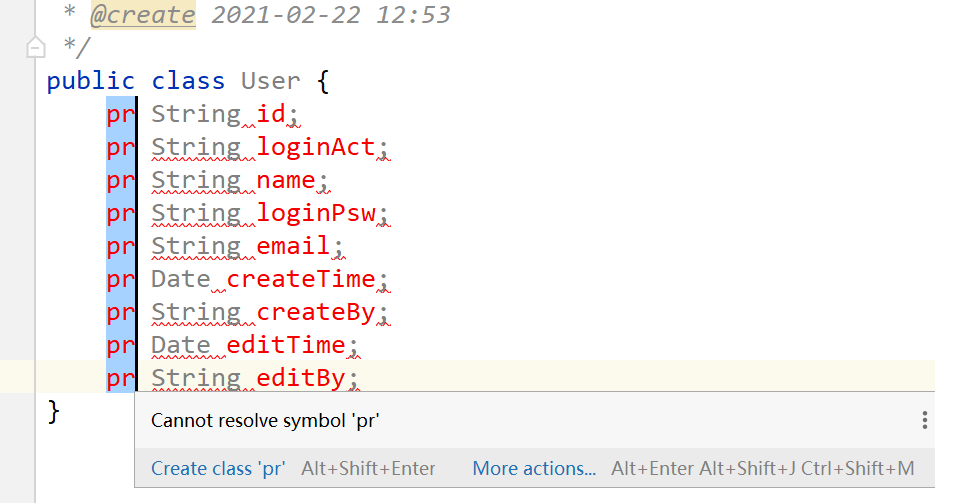 * @create 2021-02-22 12:53
*/
public class User {
pr String id;
pr String loginAct;
pr String name;
pr String loginPsw;
pr String email;
pr Date createTime;
pr String createBy;
pr Date editTime;
pr String editBy;
}
Cannot resolve symbol 'pr'
Create class 'pr' Alt+Shift+Enter More actions... Alt+Enter Alt+Shift+J Ctrl+Shift+M